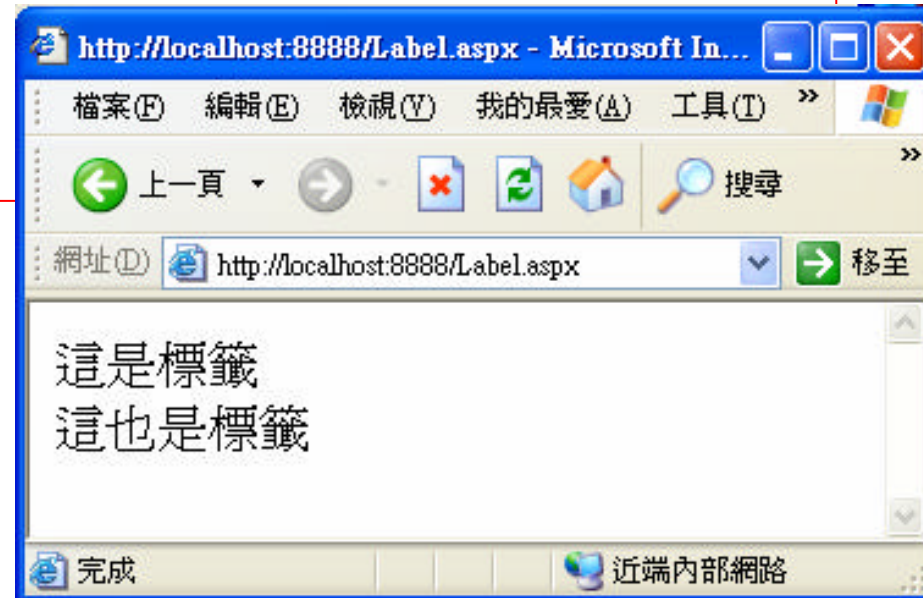 http://localhost:8888/Label.aspx - Microsoft In...
檔案(F) 編輯(E) 檢視(V) 我的最愛(A) 工具(T) »
上一頁 搜尋 »
網址(D) http://localhost:8888/Label.aspx 移至
這是標籤
這也是標籤
完成 近端內部網路